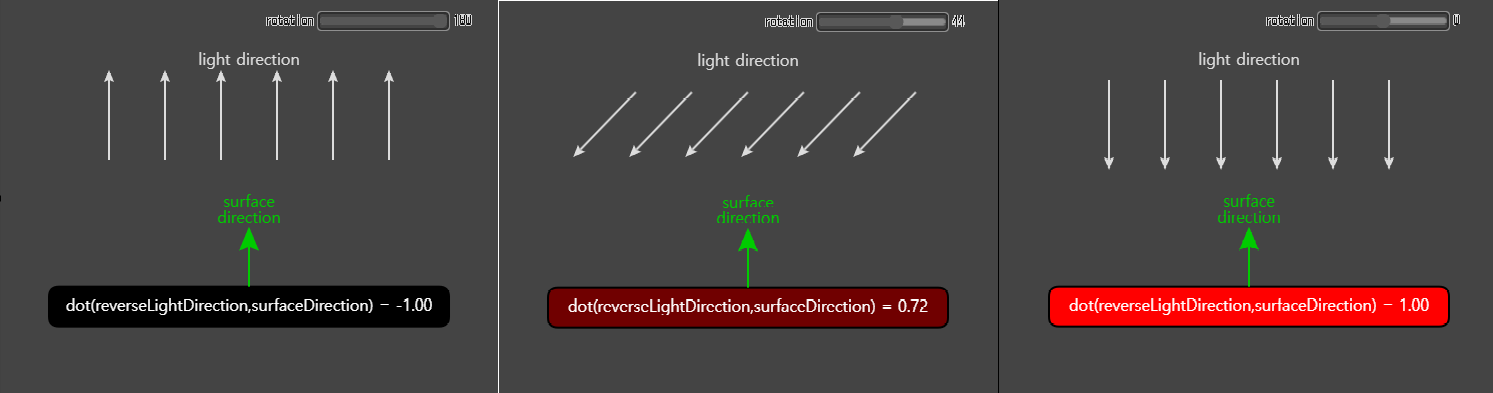 rotation 180
light direction
surface
direction
dot(reverseLightDirection,surfaceDirection) = -1.00
rotation 44
light direction
surface
direction
dot(reverseLightDirection,surfaceDirection) = 0.72
rotation 0
light direction
surface
direction
dot(reverseLightDirection,surfaceDirection) = 1.00